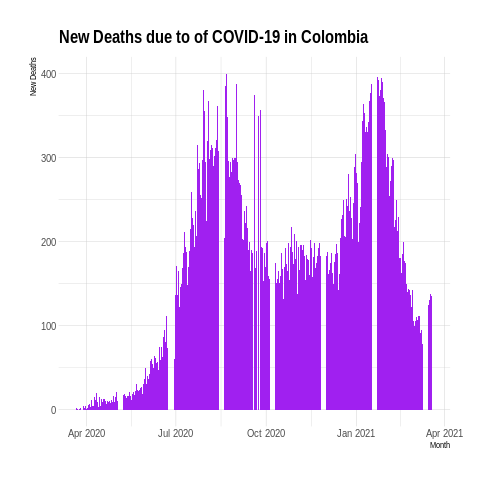 New Deaths due to of COVID-19 in Colombia
New Deaths
400
300
200
100
0
Apr 2020
Jul 2020
Oct 2020
Jan 2021
Apr 2021
Month